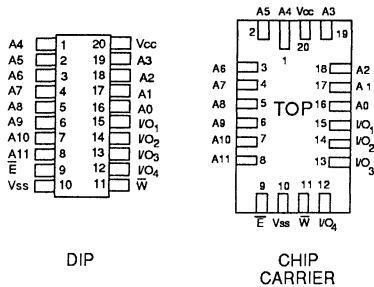 A5 A4 Vcc A3
2 1 20 19
A4 1 20 Vcc
A5 2 19 A3
A6 3 18 A2
A7 4 17 A1
A8 5 16 A0
A9 6 15 I/O1
A10 7 14 I/O2
A11 8 13 I/O3
E̅ 9 12 I/O4
Vss 10 11 W̅
A6 3 18 A2
A7 4 17 A1
A8 5 TOP 16 A0
A9 6 15 I/O1
A10 7 14 I/O2
A11 8 13 I/O3
9 10 11 12
E̅ Vss W̅ I/O4
DIP
CHIP
CARRIER